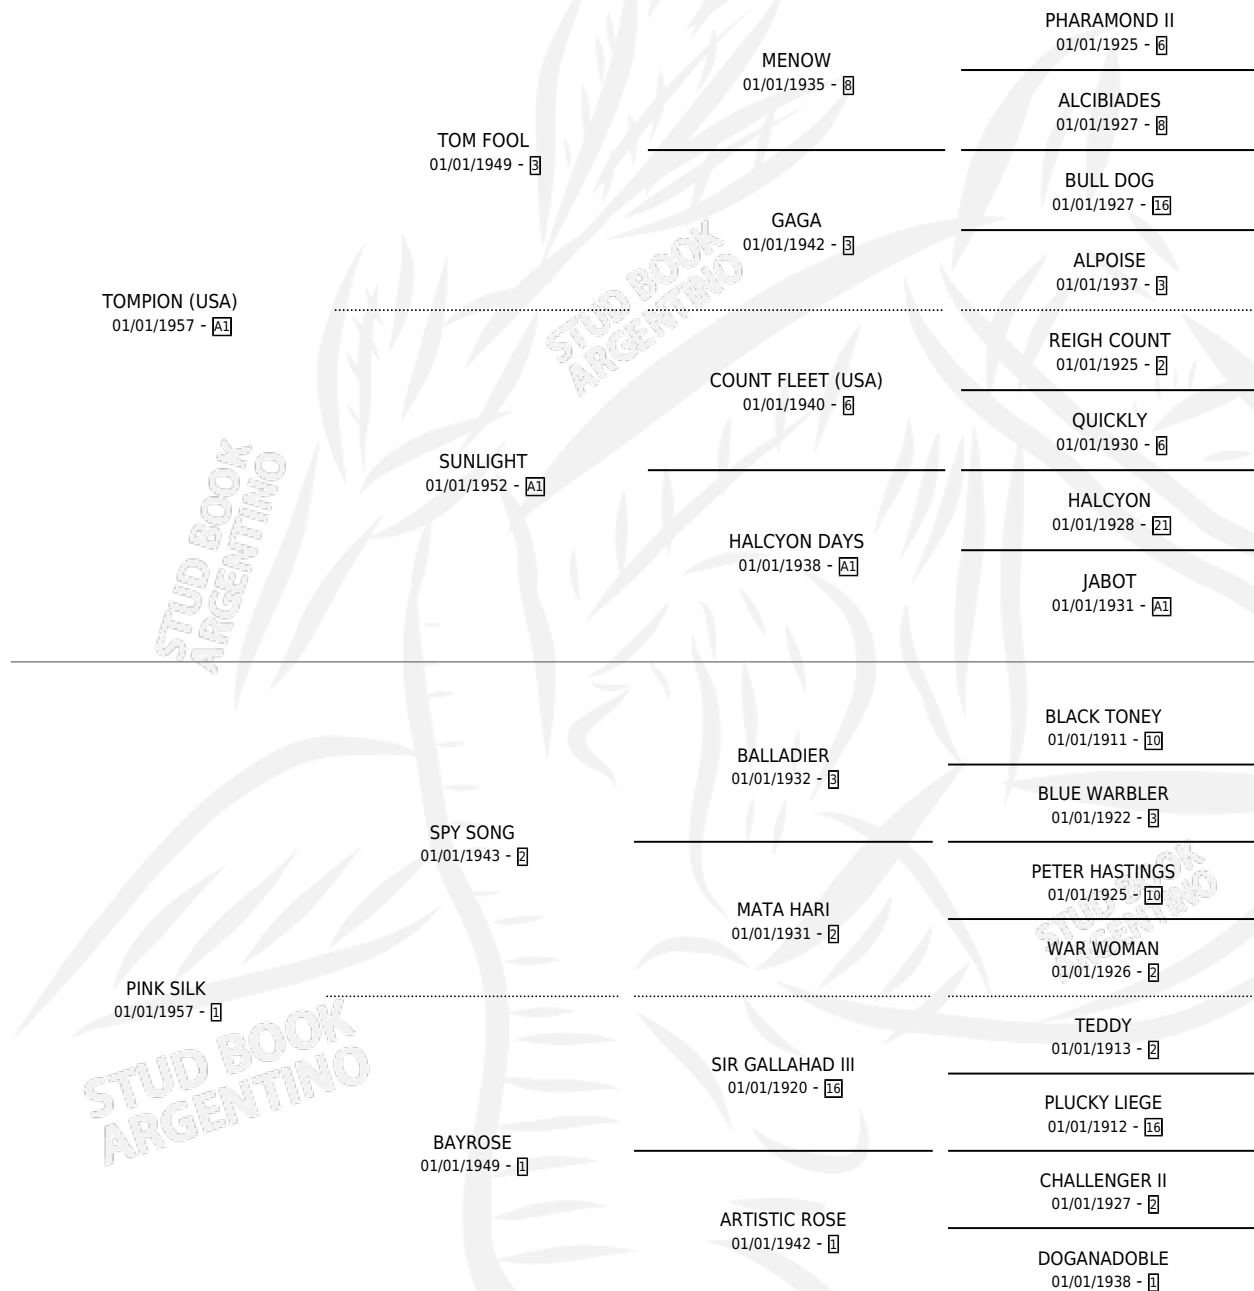 PHARAMOND II
01/01/1925 - 6
MENOW
01/01/1935 - 8
ALCIBIADES
01/01/1927 - 8
TOM FOOL
01/01/1949 - 3
BULL DOG
01/01/1927 - 16
GAGA
01/01/1942 - 3
ALPOISE
01/01/1937 - 3
TOMPION (USA)
01/01/1957 - A1
REIGH COUNT
01/01/1925 - 2
COUNT FLEET (USA)
01/01/1940 - 6
QUICKLY
01/01/1930 - 6
SUNLIGHT
01/01/1952 - A1
HALCYON
01/01/1928 - 21
HALCYON DAYS
01/01/1938 - A1
JABOT
01/01/1931 - A1
STUD BOOK
ARGENTINO
STUD BOOK
ARGENTINO
BLACK TONEY
01/01/1911 - 10
BALLADIER
01/01/1932 - 3
BLUE WARBLER
01/01/1922 - 3
SPY SONG
01/01/1943 - 2
PETER HASTINGS
01/01/1925 - 10
MATA HARI
01/01/1931 - 2
WAR WOMAN
01/01/1926 - 2
STUD BOOK
ARGENTINO
PINK SILK
01/01/1957 - 1
TEDDY
01/01/1913 - 2
SIR GALLAHAD III
01/01/1920 - 16
PLUCKY LIEGE
01/01/1912 - 16
BAYROSE
01/01/1949 - 1
CHALLENGER II
01/01/1927 - 2
ARTISTIC ROSE
01/01/1942 - 1
DOGANADOBLE
01/01/1938 - 1
STUD BOOK
ARGENTINO